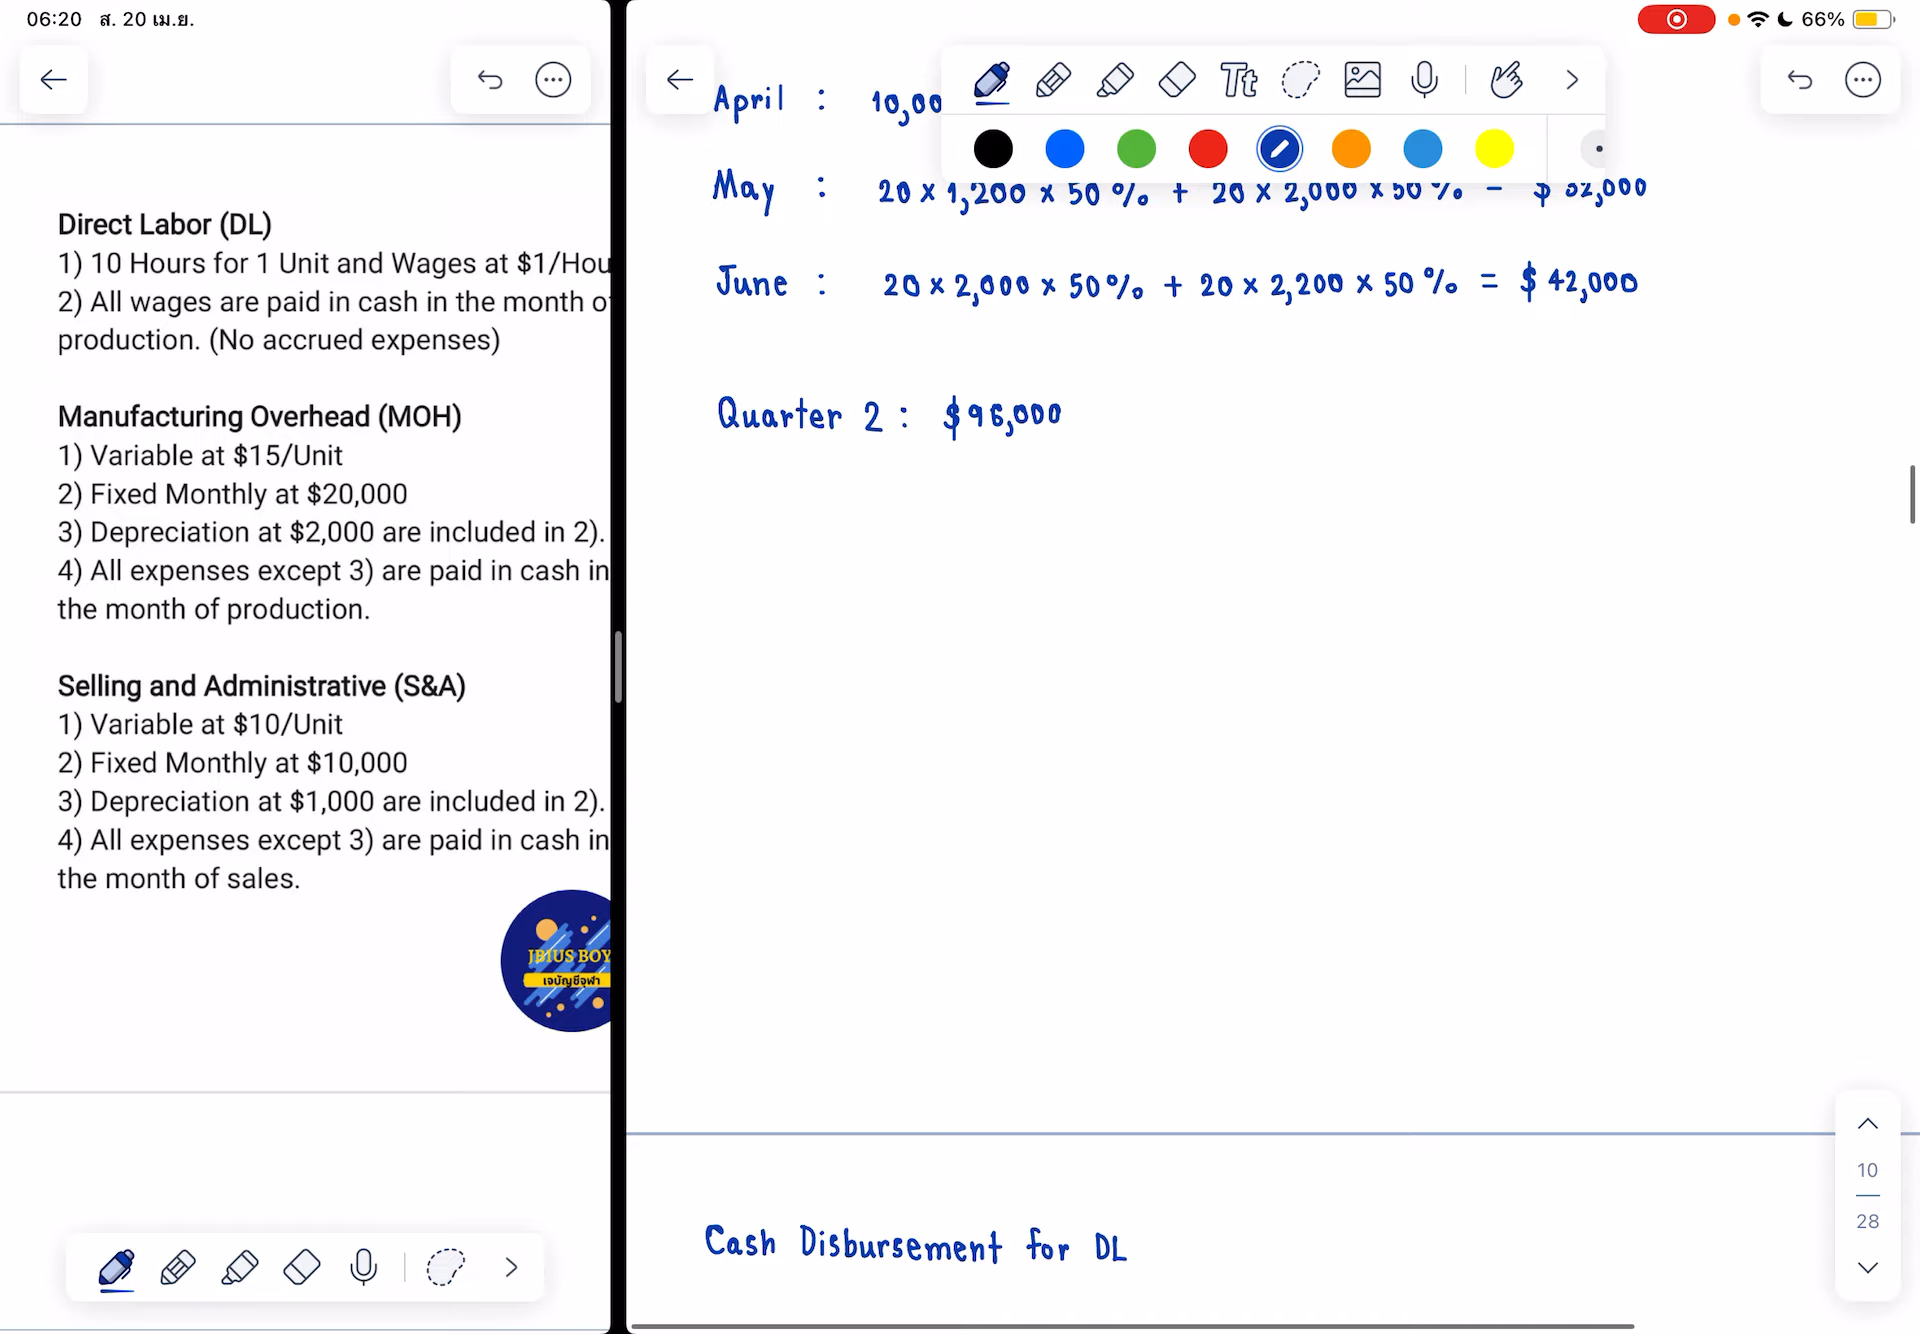 06:20 ส. 20 เม.ย.
66%
Direct Labor (DL)
1) 10 Hours for 1 Unit and Wages at $1/Hou
2) All wages are paid in cash in the month o
production. (No accrued expenses)
Manufacturing Overhead (MOH)
1) Variable at $15/Unit
2) Fixed Monthly at $20,000
3) Depreciation at $2,000 are included in 2).
4) All expenses except 3) are paid in cash in
the month of production.
Selling and Administrative (S&A)
1) Variable at $10/Unit
2) Fixed Monthly at $10,000
3) Depreciation at $1,000 are included in 2).
4) All expenses except 3) are paid in cash in
the month of sales.
JBIUS BOY
เจบัญชีจุฬา
Tt
April : 10,00
May : 20 x 1,200 x 50 % + 20 x 2,000 x 50 % = $ 32,000
June : 20 x 2,000 x 50% + 20 x 2,200 x 50 % = $ 42,000
Quarter 2 : $96,000
Cash Disbursement for DL
10
28